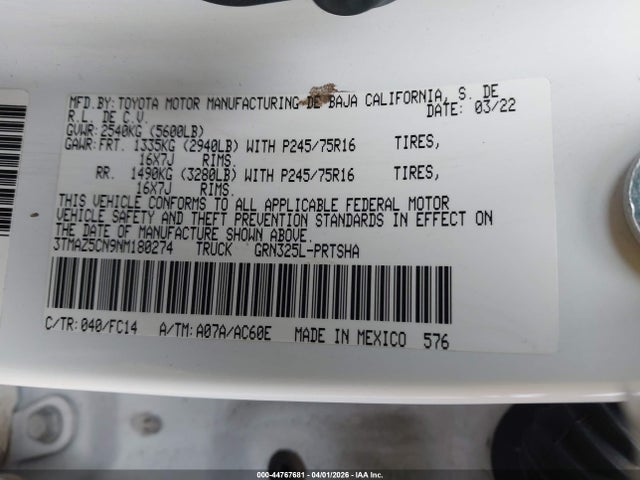 MFD.BY:TOYOTA MOTOR MANUFACTURING DE BAJA CALIFORNIA, S. DE
R.L. DE C.V. DATE: 03/22
GVWR:2540KG (5600LB)
GAWR:FRT. 1335KG (2940LB) WITH P245/75R16 TIRES,
16X7J RIMS.
RR. 1490KG (3280LB) WITH P245/75R16 TIRES,
16X7J RIMS.
THIS VEHICLE CONFORMS TO ALL APPLICABLE FEDERAL MOTOR
VEHICLE SAFETY AND THEFT PREVENTION STANDARDS IN EFFECT ON
THE DATE OF MANUFACTURE SHOWN ABOVE.
3TMAZ5CN9NM180274 TRUCK GRN325L-PRTSHA
C/TR:040/FC14 A/TM:A07A/AC60E MADE IN MEXICO 576
000-44767681 - 04/01/2026 - IAA Inc.